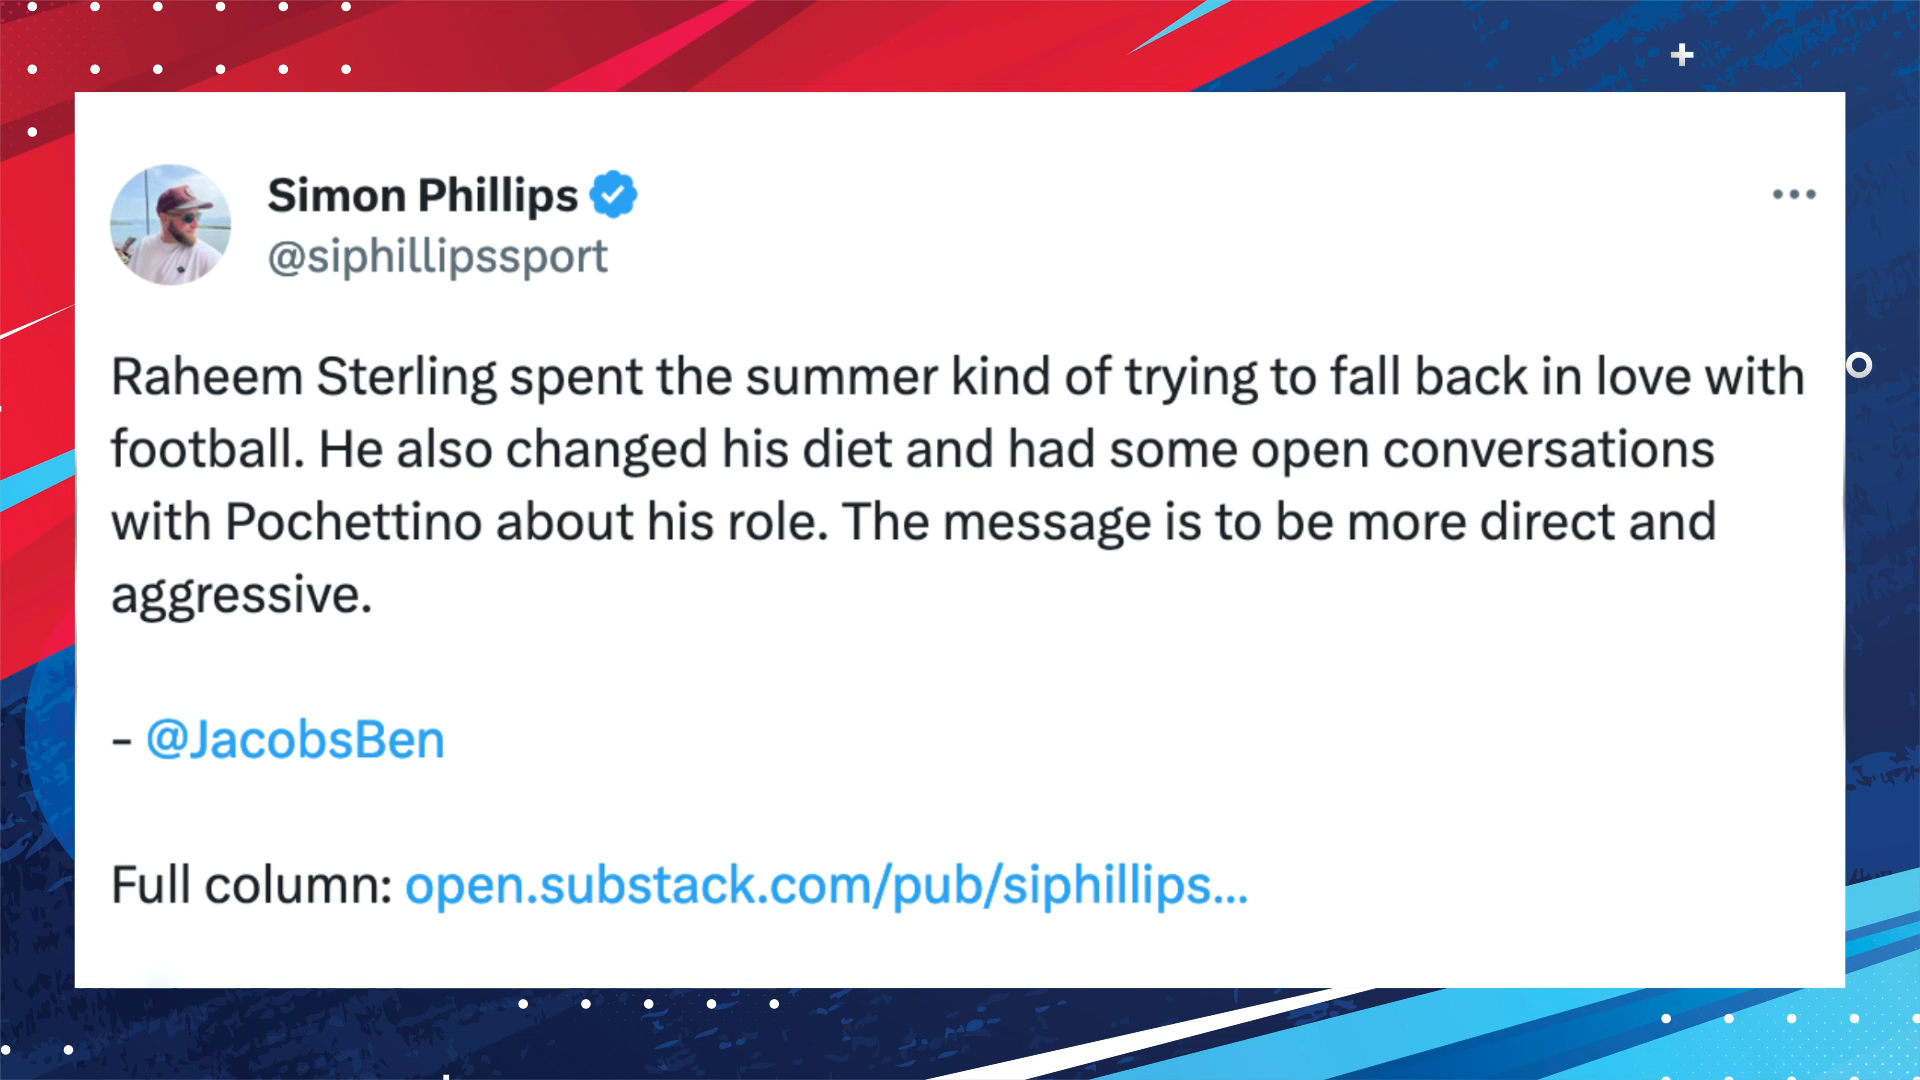 Simon Phillips
@siphillipssport
Raheem Sterling spent the summer kind of trying to fall back in love with
football. He also changed his diet and had some open conversations
with Pochettino about his role. The message is to be more direct and
aggressive.
- @JacobsBen
Full column: open.substack.com/pub/siphillips...